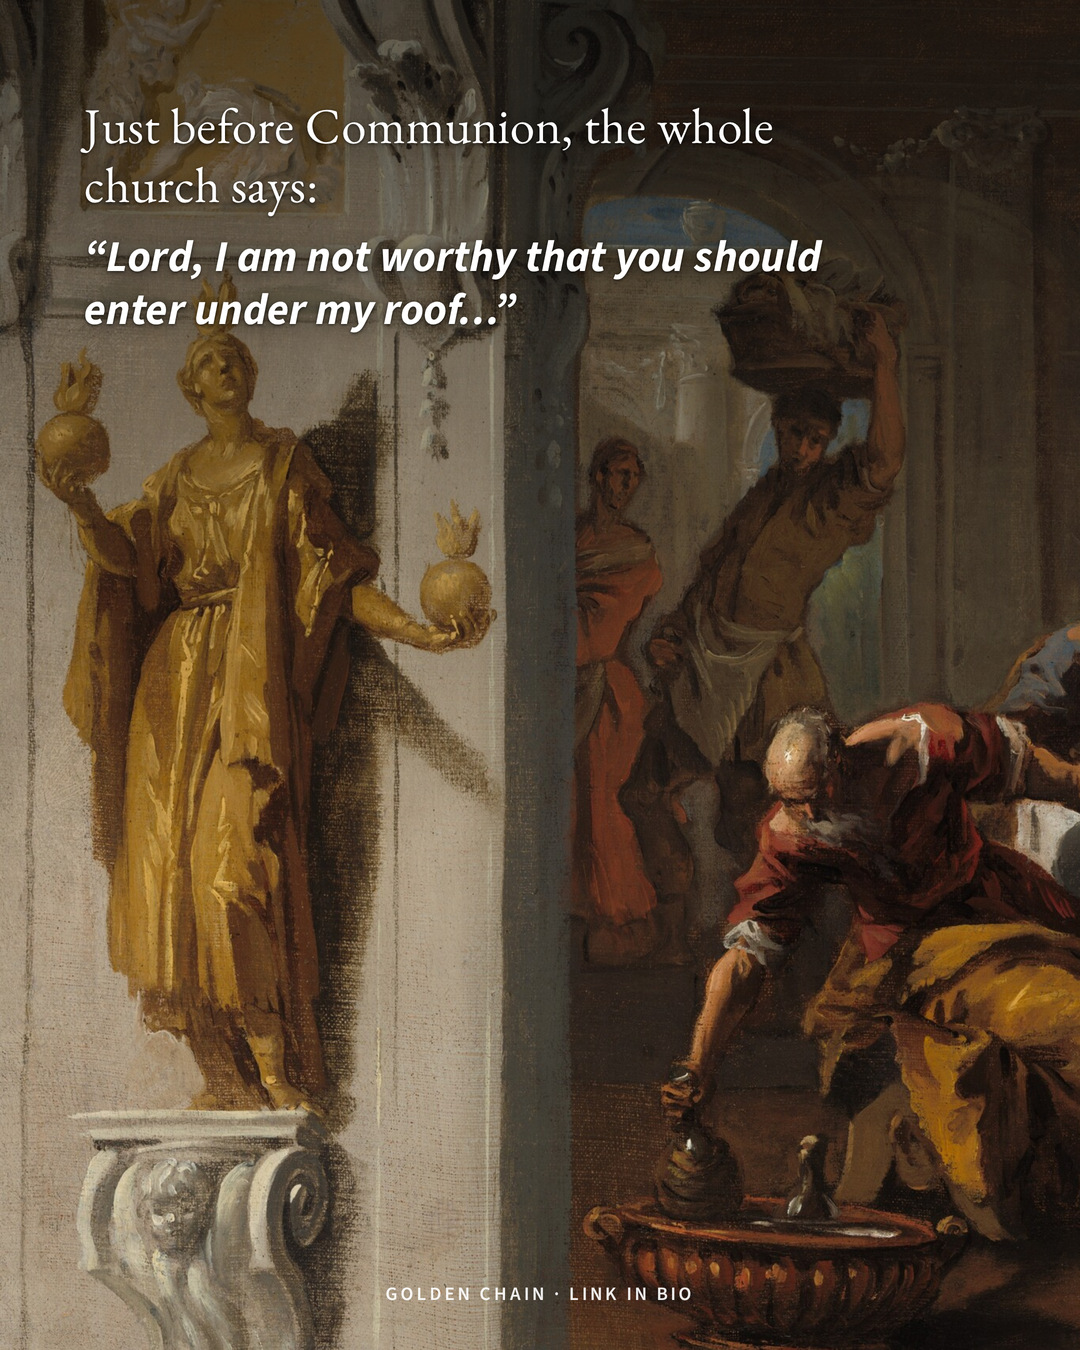 Just before Communion, the whole
church says:
“Lord, I am not worthy that you should
enter under my roof…”
GOLDEN CHAIN · LINK IN BIO